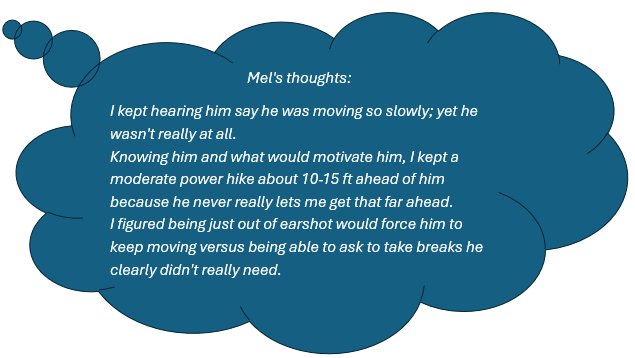 Mel's thoughts:
I kept hearing him say he was moving so slowly; yet he
wasn't really at all.
Knowing him and what would motivate him, I kept a
moderate power hike about 10-15 ft ahead of him
because he never really lets me get that far ahead.
I figured being just out of earshot would force him to
keep moving versus being able to ask to take breaks he
clearly didn't really need.